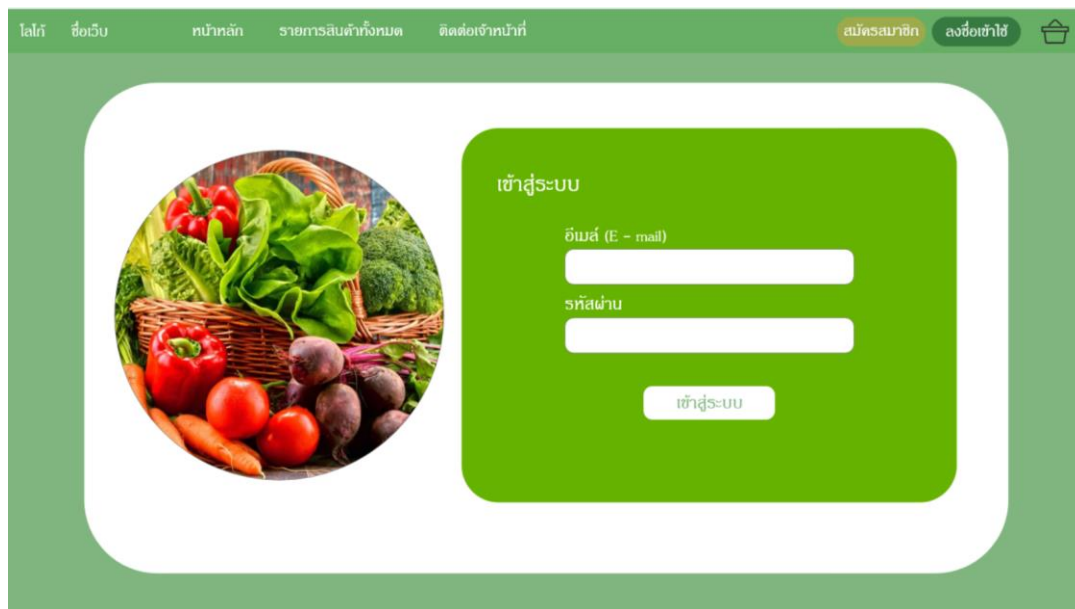 โลโก้ ชื่อเว็บ หน้าหลัก รายการสินค้าทั้งหมด ติดต่อเจ้าหน้าที่ สมัครสมาชิก ลงชื่อเข้าใช้
เข้าสู่ระบบ
อีเมล์ (E - mail)
รหัสผ่าน
เข้าสู่ระบบ